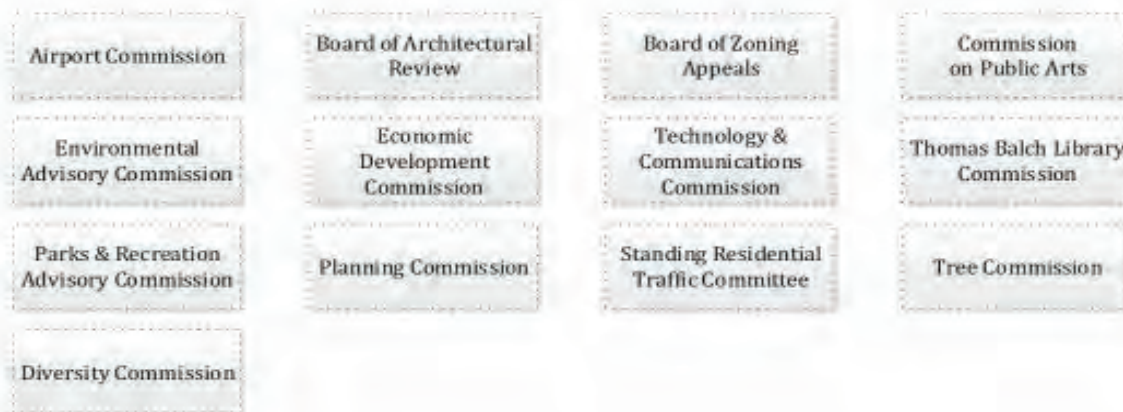 Airport Commission
Board of Architectural
Review
Board of Zoning
Appeals
Commission
on Public Arts
Environmental
Advisory Commission
Economic
Development
Commission
Technology &
Communications
Commission
Thomas Balch Library
Commission
Parks & Recreation
Advisory Commission
Planning Commission
Standing Residential
Traffic Committee
Tree Commission
Diversity Commission